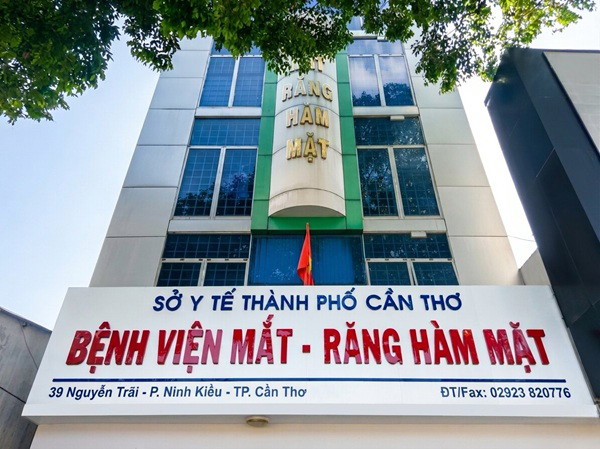 RĂNG
HÀM
MẶT
SỞ Y TẾ THÀNH PHỐ CẦN THƠ
BỆNH VIỆN MẮT - RĂNG HÀM MẶT
39 Nguyễn Trãi - P. Ninh Kiều - TP. Cần Thơ
ĐT/Fax: 02923 820776